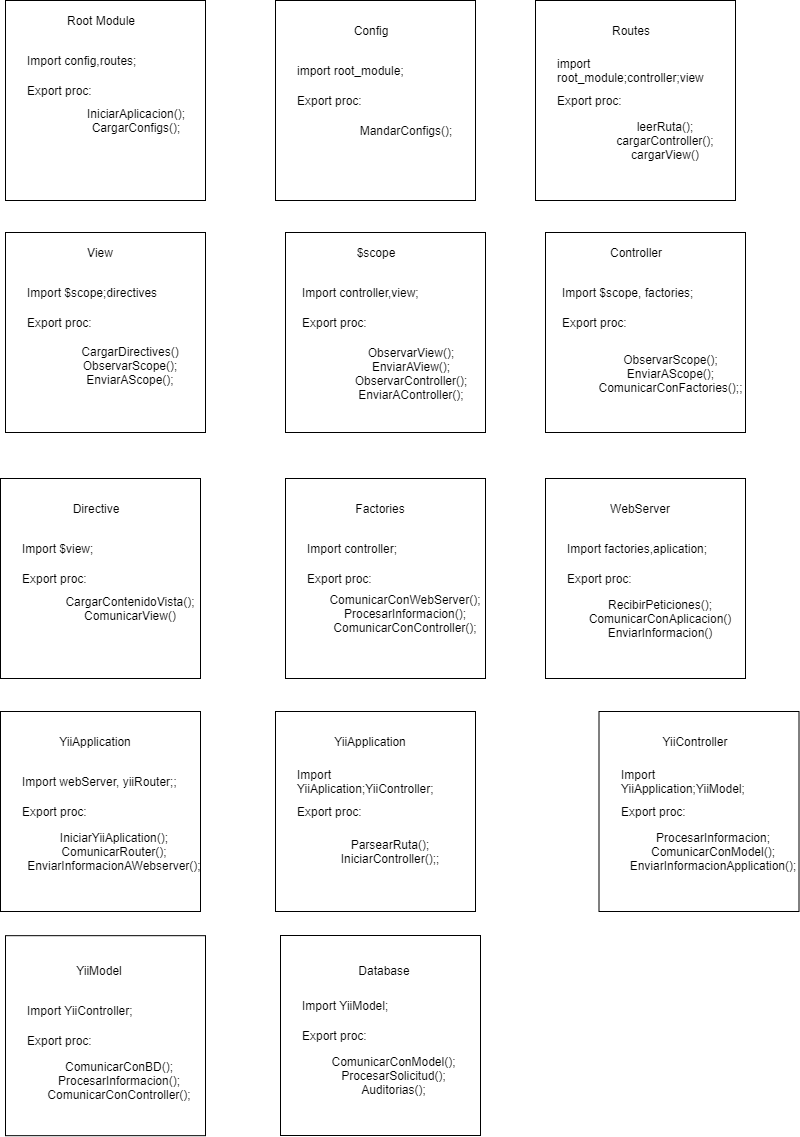 Root Module
Import config,routes;
Export proc:
IniciarAplicacion();
CargarConfigs();
Config
import root_module;
Export proc:
MandarConfigs();
Routes
import
root_module;controller;view
Export proc:
leerRuta();
cargarController();
cargarView()
View
Import $scope;directives
Export proc:
CargarDirectives()
ObservarScope();
EnviarAScope();
$scope
Import controller,view;
Export proc:
ObservarView();
EnviarAView();
ObservarController();
EnviarAController();
Controller
Import $scope, factories;
Export proc:
ObservarScope();
EnviarAScope();
ComunicarConFactories();;
Directive
Import $view;
Export proc:
CargarContenidoVista();
ComunicarView()
Factories
Import controller;
Export proc:
ComunicarConWebServer();
ProcesarInformacion();
ComunicarConController();
WebServer
Import factories,aplication;
Export proc:
RecibirPeticiones();
ComunicarConAplicacion()
EnviarInformacion()
YiiApplication
Import webServer, yiiRouter;;
Export proc:
IniciarYiiAplication();
ComunicarRouter();
EnviarInformacionAWebserver();
YiiApplication
Import
YiiAplication;YiiController;
Export proc:
ParsearRuta();
IniciarController();;
YiiController
Import
YiiApplication;YiiModel;
Export proc:
ProcesarInformacion;
ComunicarConModel();
EnviarInformacionApplication();
YiiModel
Import YiiController;
Export proc:
ComunicarConBD();
ProcesarInformacion();
ComunicarConController();
Database
Import YiiModel;
Export proc:
ComunicarConModel();
ProcesarSolicitud();
Auditorias();